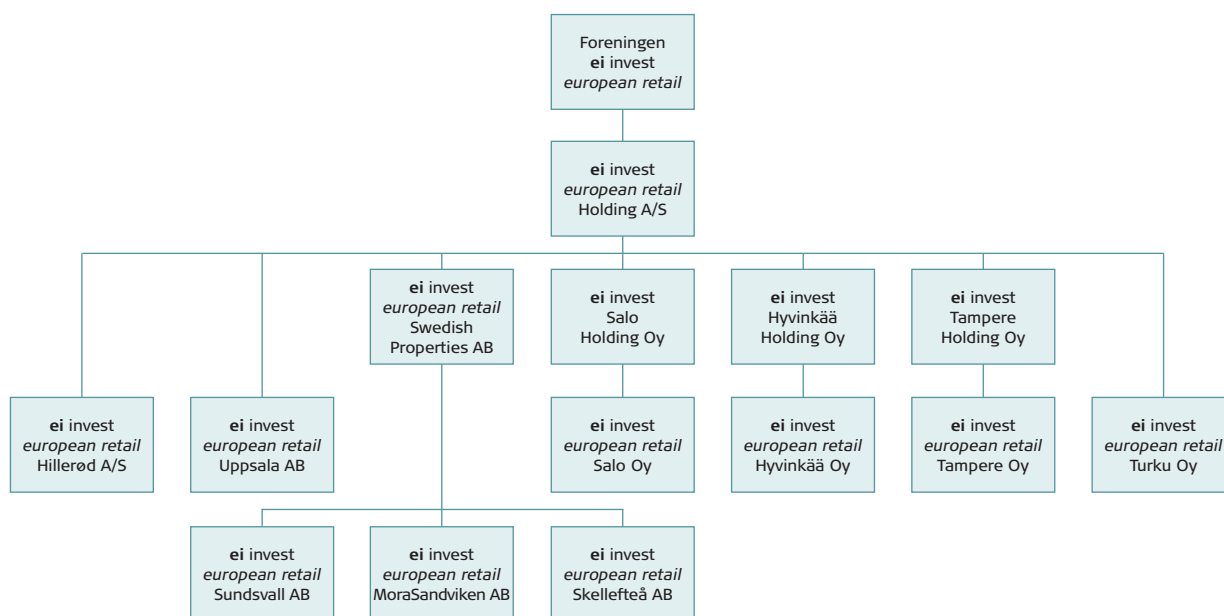 Foreningen
ei invest
european retail
ei invest
european retail
Holding A/S
ei invest
european retail
Swedish
Properties AB
ei invest
Salo
Holding Oy
ei invest
Hyvinkää
Holding Oy
ei invest
Tampere
Holding Oy
ei invest
european retail
Hillerød A/S
ei invest
european retail
Uppsala AB
ei invest
european retail
Salo Oy
ei invest
european retail
Hyvinkää Oy
ei invest
european retail
Tampere Oy
ei invest
european retail
Turku Oy
ei invest
european retail
Sundsvall AB
ei invest
european retail
MoraSandviken AB
ei invest
european retail
Skellefteå AB